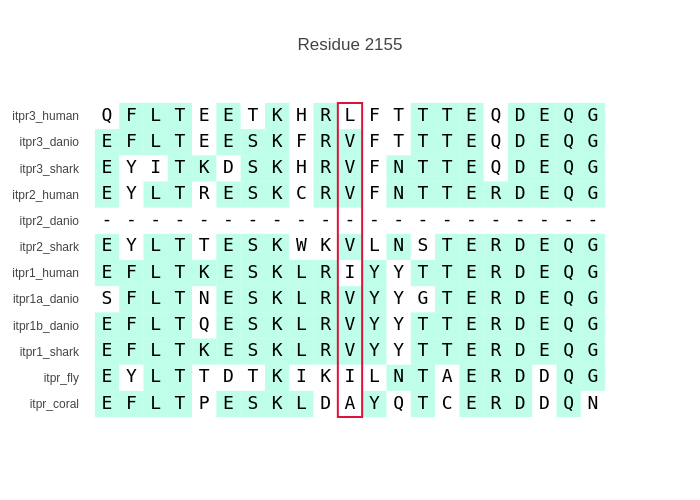 Residue 2155
itpr3_human Q F L T E E T K H R L F T T T E Q D E Q G
itpr3_danio E F L T E E S K F R V F T T T E Q D E Q G
itpr3_shark E Y I T K D S K H R V F N T T E Q D E Q G
itpr2_human E Y L T R E S K C R V F N T T E R D E Q G
itpr2_danio - - - - - - - - - - - - - - - - - - - - -
itpr2_shark E Y L T T E S K W K V L N S T E R D E Q G
itpr1_human E F L T K E S K L R I Y Y T T E R D E Q G
itpr1a_danio S F L T N E S K L R V Y Y G T E R D E Q G
itpr1b_danio E F L T Q E S K L R V Y Y T T E R D E Q G
itpr1_shark E F L T K E S K L R V Y Y T T E R D E Q G
itpr_fly E Y L T T D T K I K I L N T A E R D D Q G
itpr_coral E F L T P E S K L D A Y Q T C E R D D Q N